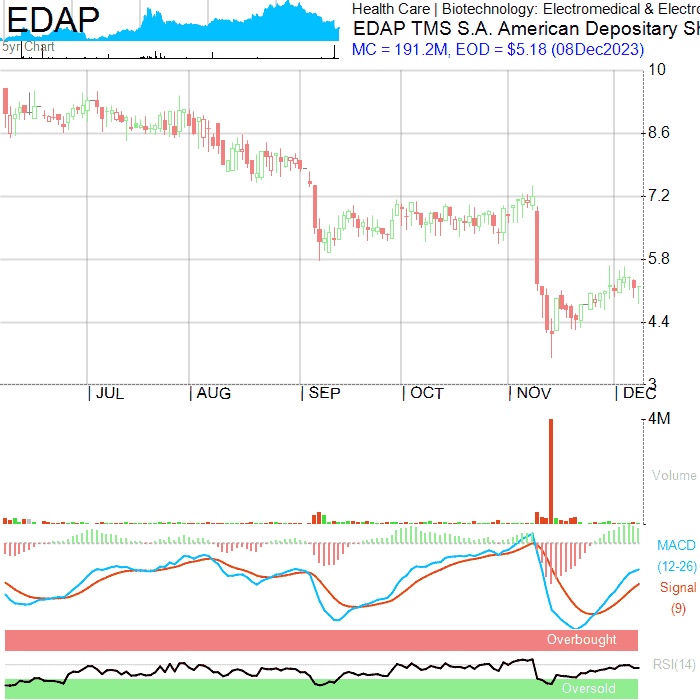 EDAP
5yr Chart
Health Care | Biotechnology: Electromedical & Electro
EDAP TMS S.A. American Depositary Sh
MC = 191.2M, EOD = $5.18 (08Dec2023)
10
8.6
7.2
5.8
4.4
3
| JUL | AUG | SEP | OCT | NOV | DEC
4M
Volume
MACD
(12-26)
Signal
(9)
Overbought
RSI(14)
Oversold